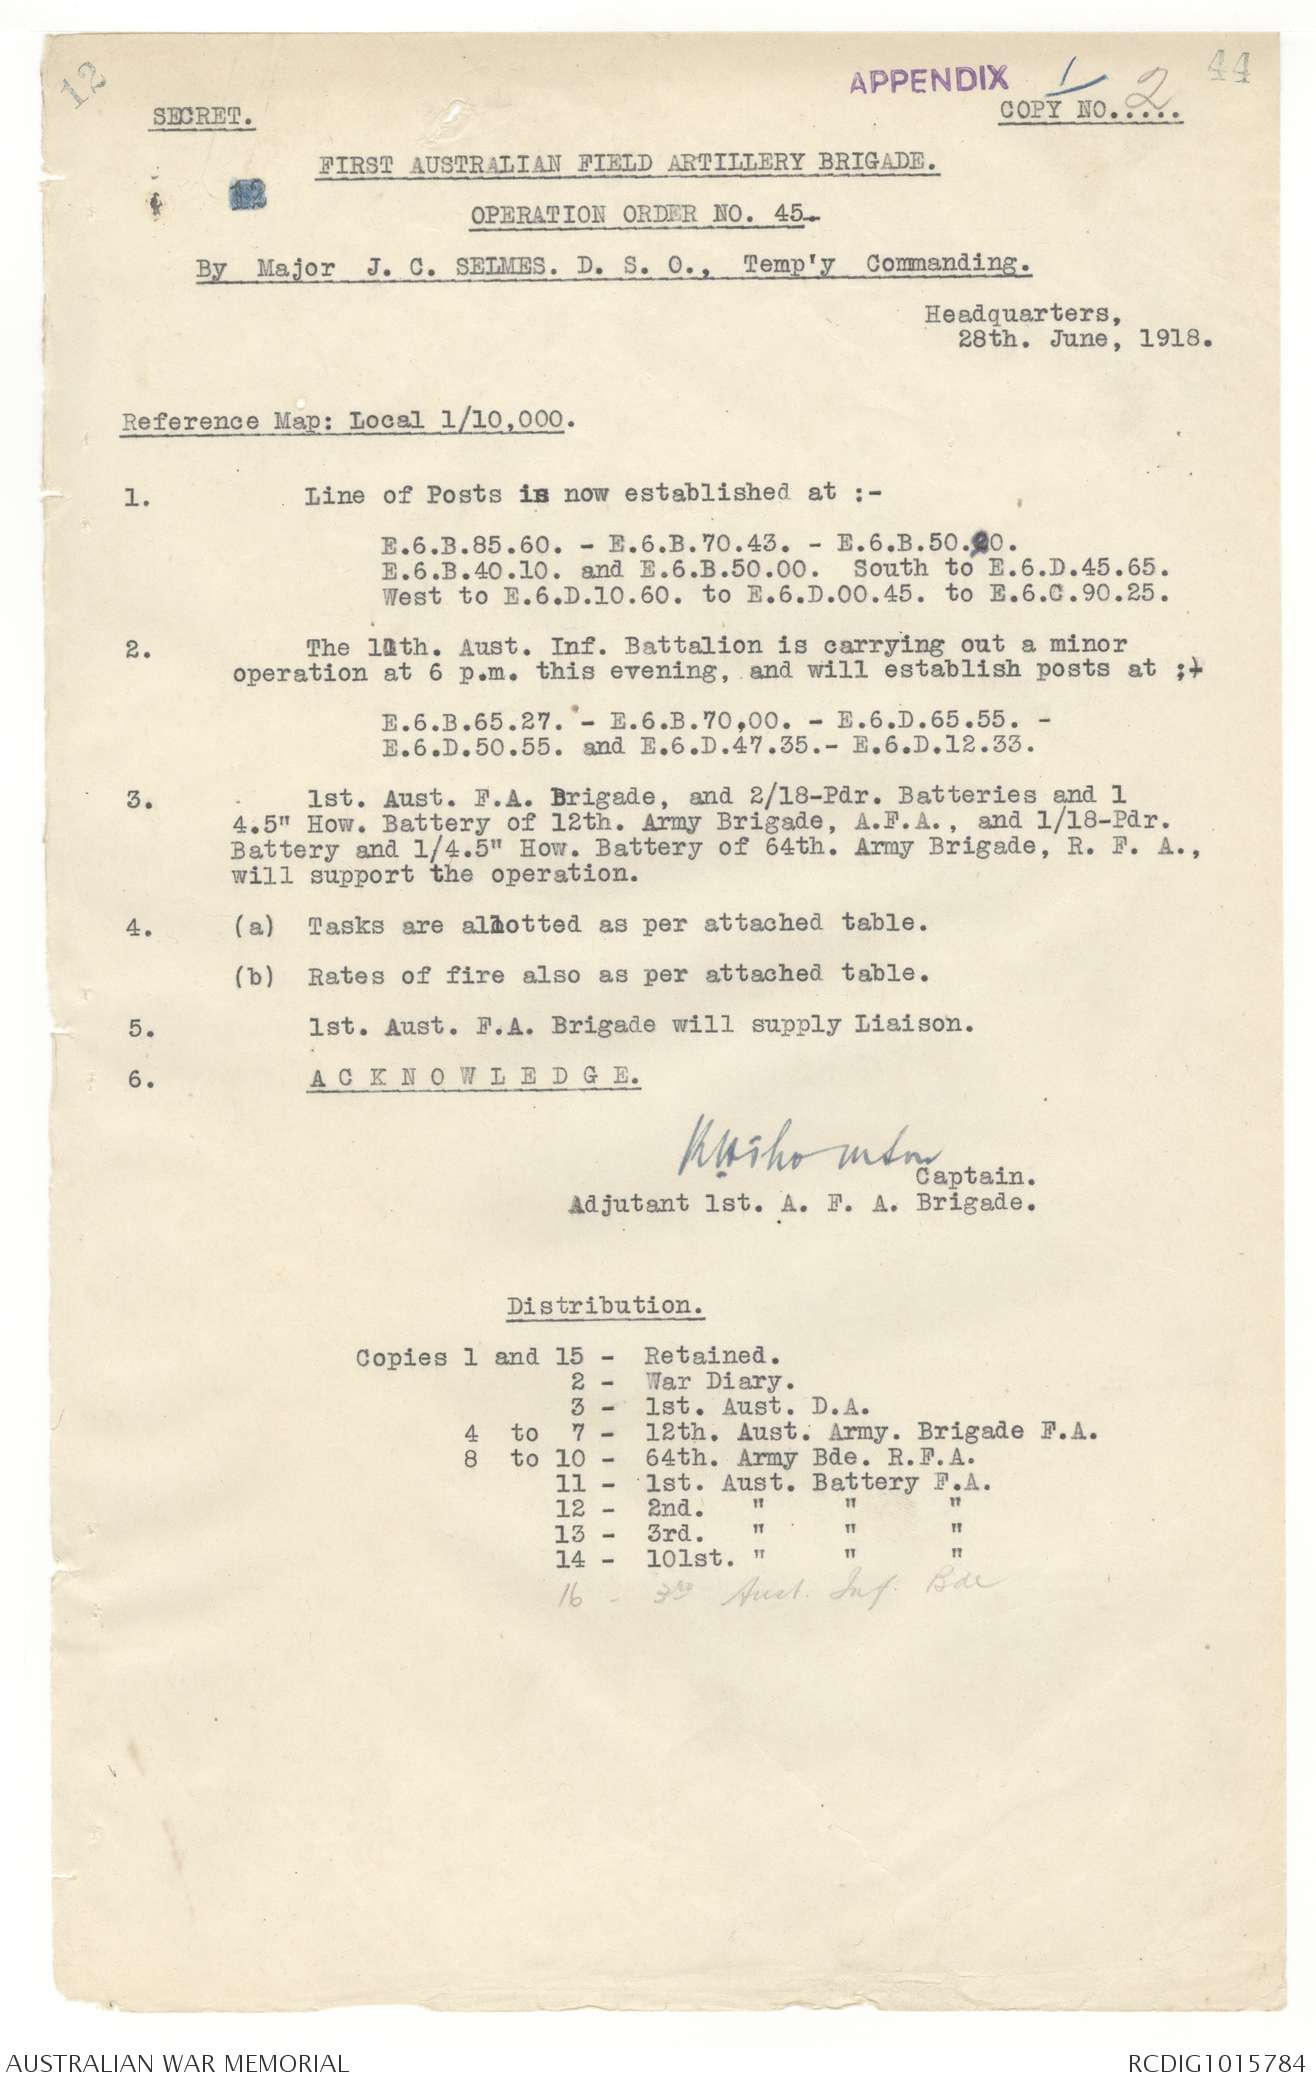 12
APPENDIX 1
44
SECRET.
COPY NO..2...
FIRST AUSTRALIAN FIELD ARTILLERY BRIGADE.
12
OPERATION ORDER NO. 45.
By Major J. C. SELMES. D. S. O., Temp'y Commanding.
Headquarters,
28th. June, 1918.
Reference Map: Local 1/10,000.
1. Line of Posts is now established at :-
E.6.B.85.60. - E.6.B.70.43. - E.6.B.50.20.
E.6.B.40.10. and E.6.B.50.00. South to E.6.D.45.65.
West to E.6.D.10.60. to E.6.D.00.45. to E.6.C.90.25.
2. The 11th. Aust. Inf. Battalion is carrying out a minor
operation at 6 p.m. this evening, and will establish posts at ;-
E.6.B.65.27. - E.6.B.70,00. - E.6.D.65.55. -
E.6.D.50.55. and E.6.D.47.35.- E.6.D.12.33.
3. 1st. Aust. F.A. Brigade, and 2/18-Pdr. Batteries and 1
4.5" How. Battery of 12th. Army Brigade, A.F.A., and 1/18-Pdr.
Battery and 1/4.5" How. Battery of 64th. Army Brigade, R. F. A.,
will support the operation.
4. (a) Tasks are allotted as per attached table.
(b) Rates of fire also as per attached table.
5. 1st. Aust. F.A. Brigade will supply Liaison.
6. A C K N O W L E D G E.
Captain.
Adjutant 1st. A. F. A. Brigade.
Distribution.
Copies 1 and 15 - Retained.
2 - War Diary.
3 - 1st. Aust. D.A.
4 to 7 - 12th. Aust. Army. Brigade F.A.
8 to 10 - 64th. Army Bde. R.F.A.
11 - 1st. Aust. Battery F.A.
12 - 2nd. " " "
13 - 3rd. " " "
14 - 101st. " " "
16 - 3rd Aust. Inf. Bde
AUSTRALIAN WAR MEMORIAL
RCDIG1015784